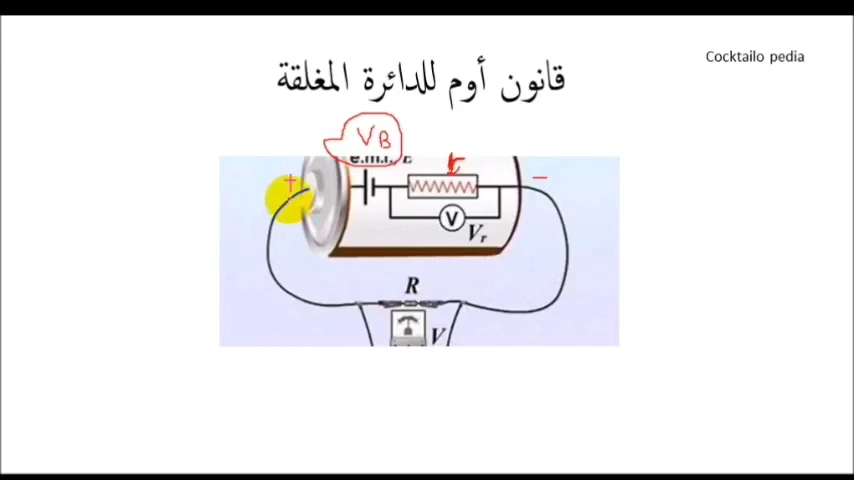 Cocktailo pedia
قانون أوم للدائرة المغلقة
VB
r
+
−
V
Vr
R
V